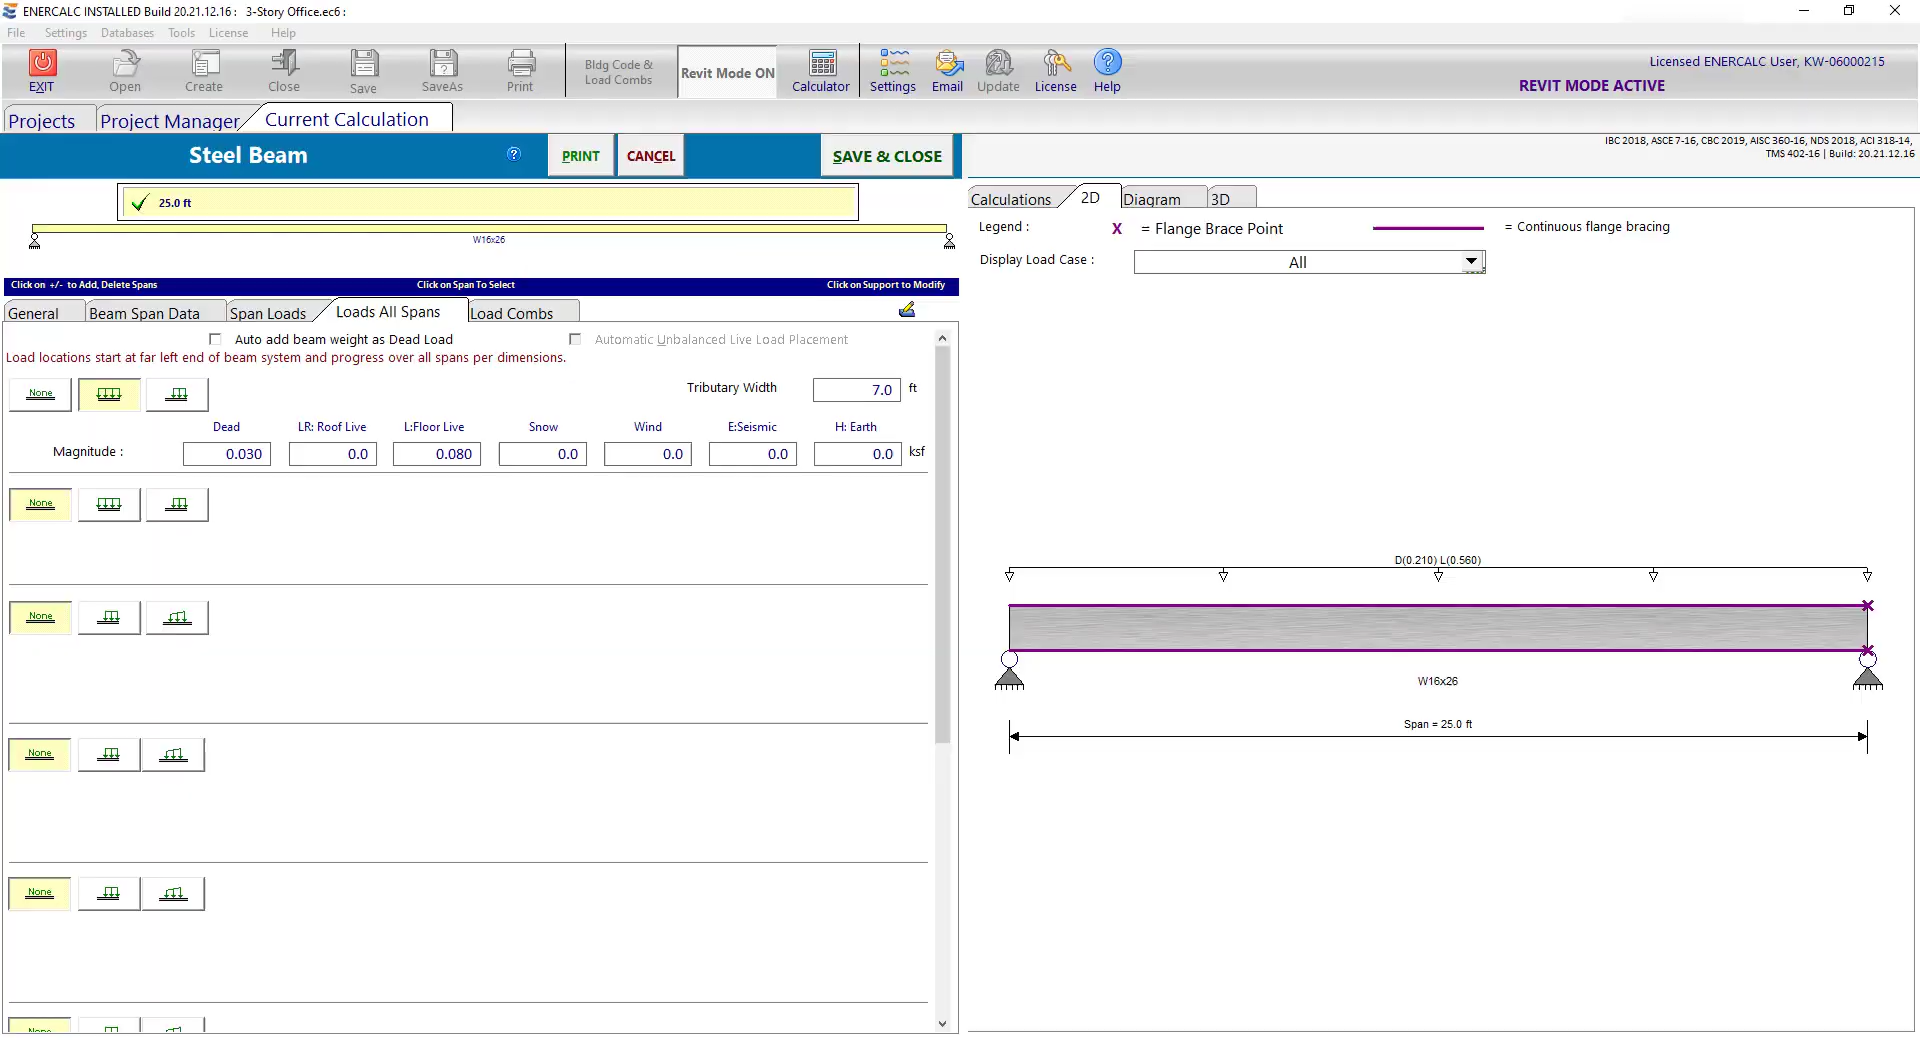 ENERCALC INSTALLED Build 20.21.12.16 :   3-Story Office.ec6 :
File Settings Databases Tools License Help
EXIT Open Create Close Save SaveAs Print
Bldg Code &
Load Combs
Revit Mode ON
Calculator Settings Email Update License Help
Licensed ENERCALC User, KW-06000215
REVIT MODE ACTIVE
Projects Project Manager Current Calculation
Steel Beam
PRINT CANCEL SAVE & CLOSE
IBC 2018, ASCE 7-16, CBC 2019, AISC 360-16, NDS 2018, ACI 318-14,
TMS 402-16 | Build: 20.21.12.16
25.0 ft
W16x26
Click on +/- to Add, Delete Spans Click on Span To Select Click on Support to Modify
General Beam Span Data Span Loads Loads All Spans Load Combs
Auto add beam weight as Dead Load Automatic Unbalanced Live Load Placement
Load locations start at far left end of beam system and progress over all spans per dimensions.
None
Tributary Width 7.0 ft
Dead LR: Roof Live L:Floor Live Snow Wind E:Seismic H: Earth
Magnitude : 0.030 0.0 0.080 0.0 0.0 0.0 0.0 ksf
None
None
None
None
None
Calculations 2D Diagram 3D
Legend : X = Flange Brace Point = Continuous flange bracing
Display Load Case : All
D(0.210) L(0.560)
W16x26
Span = 25.0 ft